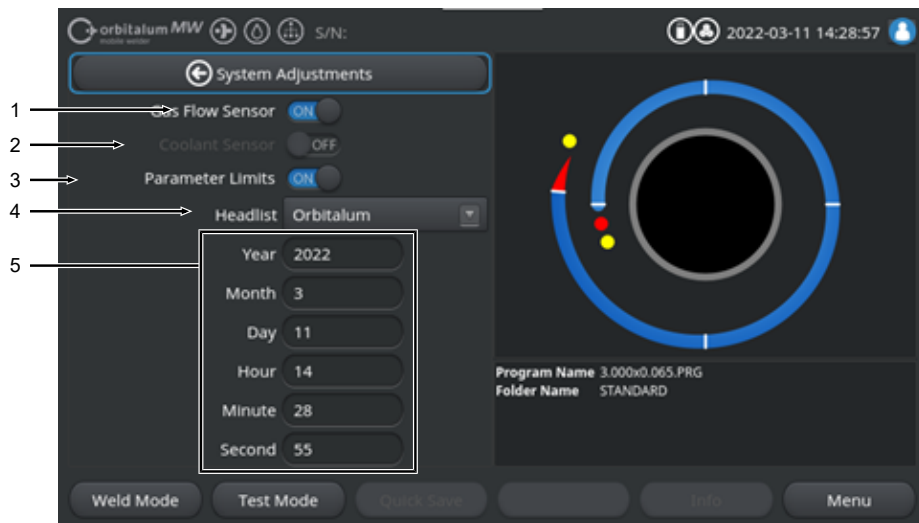 orbitalum MW
mobile welder
S/N:
2022-03-11 14:28:57
System Adjustments
1
Gas Flow Sensor ON
2
Coolant Sensor OFF
3
Parameter Limits ON
4
Headlist Orbitalum
5
Year 2022
Month 3
Day 11
Hour 14
Minute 28
Second 55
Program Name 3.000x0.065.PRG
Folder Name STANDARD
Weld Mode Test Mode Quick Save Info Menu